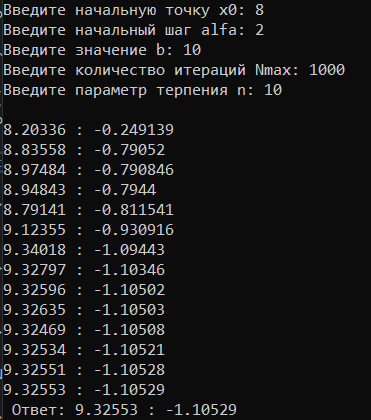 Введите начальную точку x0: 8
Введите начальный шаг alfa: 2
Введите значение b: 10
Введите количество итераций Nmax: 1000
Введите параметр терпения n: 10
8.20336 : -0.249139
8.83558 : -0.79052
8.97484 : -0.790846
8.94843 : -0.7944
8.79141 : -0.811541
9.12355 : -0.930916
9.34018 : -1.09443
9.32797 : -1.10346
9.32596 : -1.10502
9.32635 : -1.10503
9.32469 : -1.10508
9.32534 : -1.10521
9.32551 : -1.10528
9.32553 : -1.10529
Ответ: 9.32553 : -1.10529